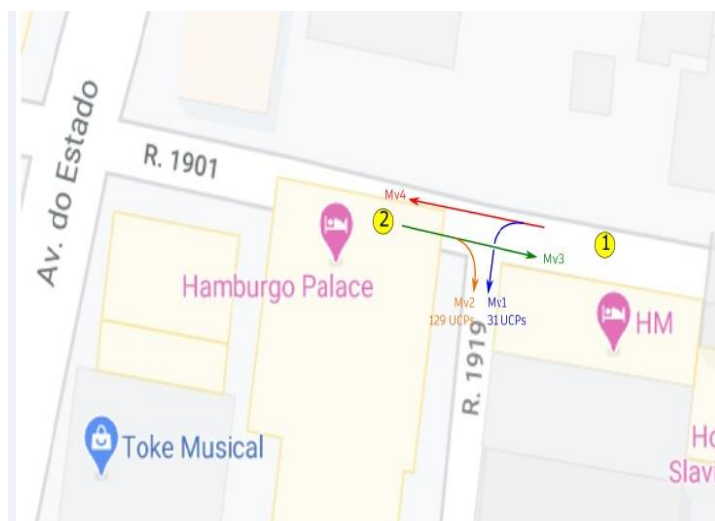 Av. do Estado
R. 1901
Mv4
2
1
Mv3
Hamburgo Palace
Mv2
129 UCPs
Mv1
31 UCPs
HM
R. 1919
Toke Musical
Ho
Slavi